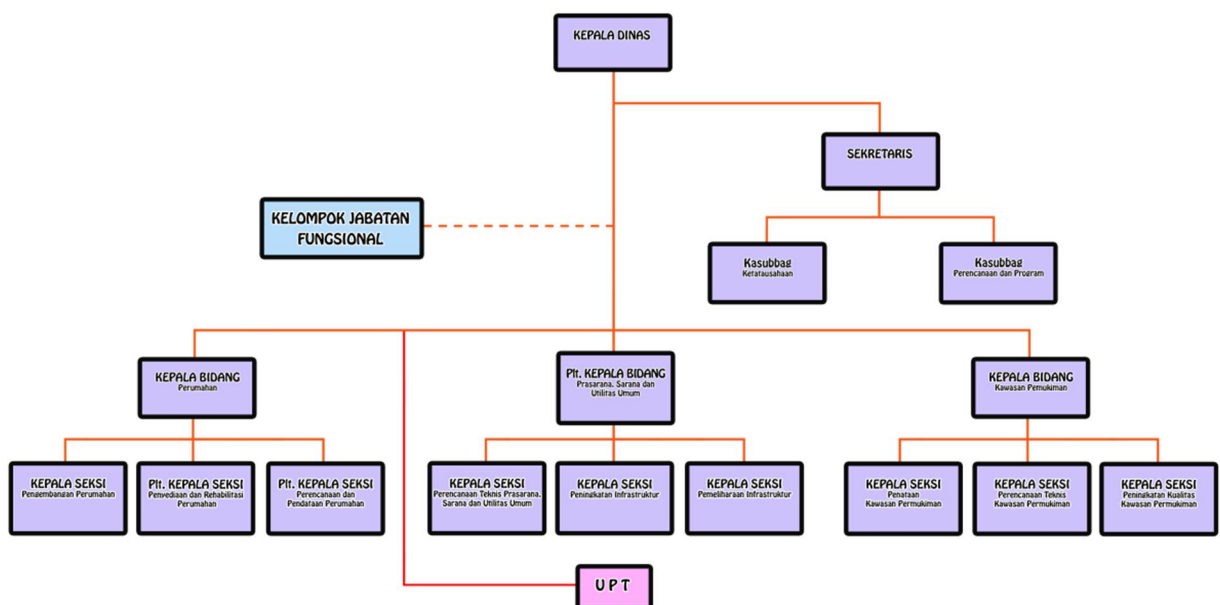 KEPALA DINAS
SEKRETARIS
KELOMPOK JABATAN
FUNGSIONAL
Kasubbag
Ketatausahaan
Kasubbag
Perencanaan dan Program
KEPALA BIDANG
Perumahan
Plt. KEPALA BIDANG
Prasarana, Sarana dan
Utilitas Umum
KEPALA BIDANG
Kawasan Pemukiman
KEPALA SEKSI
Pengembangan Perumahan
Plt. KEPALA SEKSI
Penyediaan dan Rehabilitasi
Perumahan
Plt. KEPALA SEKSI
Perencanaan dan
Pendataan Perumahan
KEPALA SEKSI
Perencanaan Teknis Prasarana,
Sarana dan Utilitas Umum
KEPALA SEKSI
Peningkatan Infrastruktur
KEPALA SEKSI
Pemeliharaan Infrastruktur
KEPALA SEKSI
Penataan
Kawasan Permukiman
KEPALA SEKSI
Perencanaan Teknis
Kawasan Permukiman
KEPALA SEKSI
Peningkatan Kualitas
Kawasan Permukiman
U P T